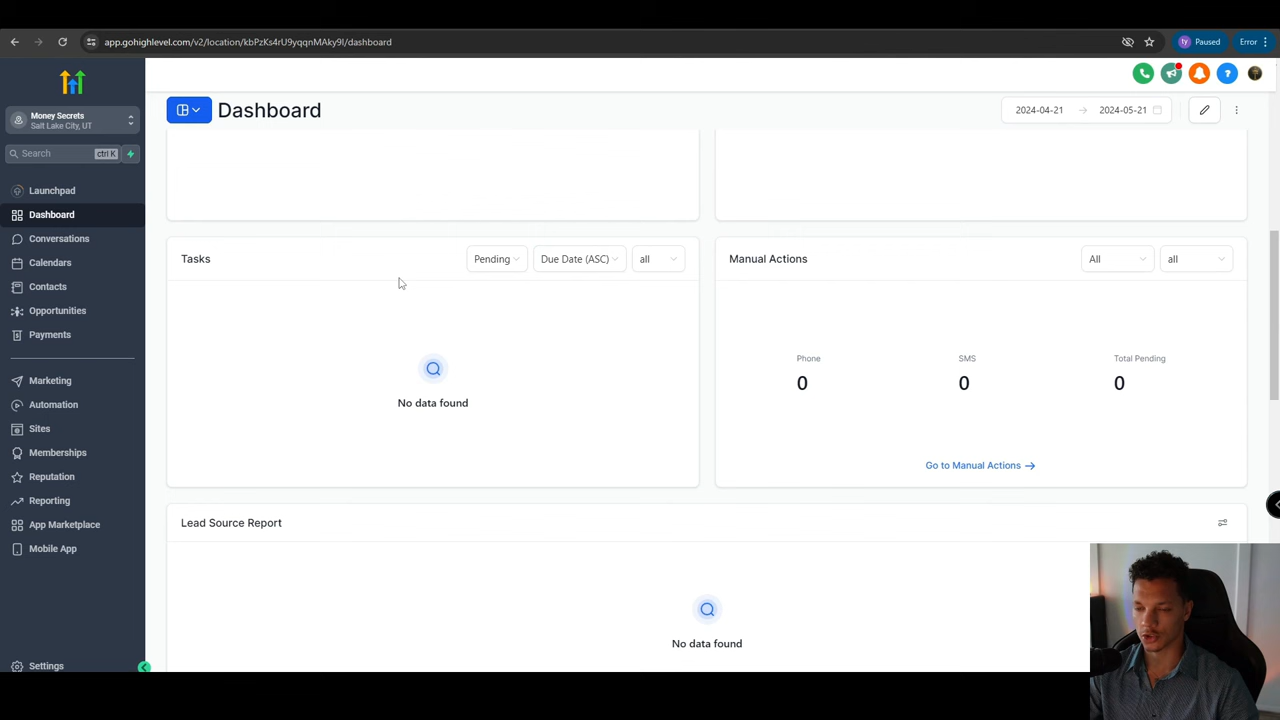 app.gohighlevel.com/v2/location/kbPzKs4rU9yqqnMAky9l/dashboard
ty
Paused
Error
Money Secrets
Salt Lake City, UT
Search
ctrl K
Launchpad
Dashboard
Conversations
Calendars
Contacts
Opportunities
Payments
Marketing
Automation
Sites
Memberships
Reputation
Reporting
App Marketplace
Mobile App
Settings
Dashboard
2024-04-21
2024-05-21
Tasks
Pending
Due Date (ASC)
all
No data found
Manual Actions
All
all
Phone
SMS
Total Pending
0
0
0
Go to Manual Actions
Lead Source Report
No data found